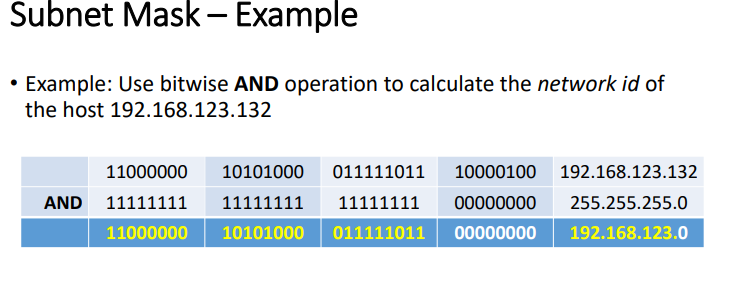 Subnet Mask – Example
• Example: Use bitwise AND operation to calculate the network id of
the host 192.168.123.132
11000000 10101000 011111011 10000100 192.168.123.132
AND 11111111 11111111 11111111 00000000 255.255.255.0
11000000 10101000 011111011 00000000 192.168.123.0